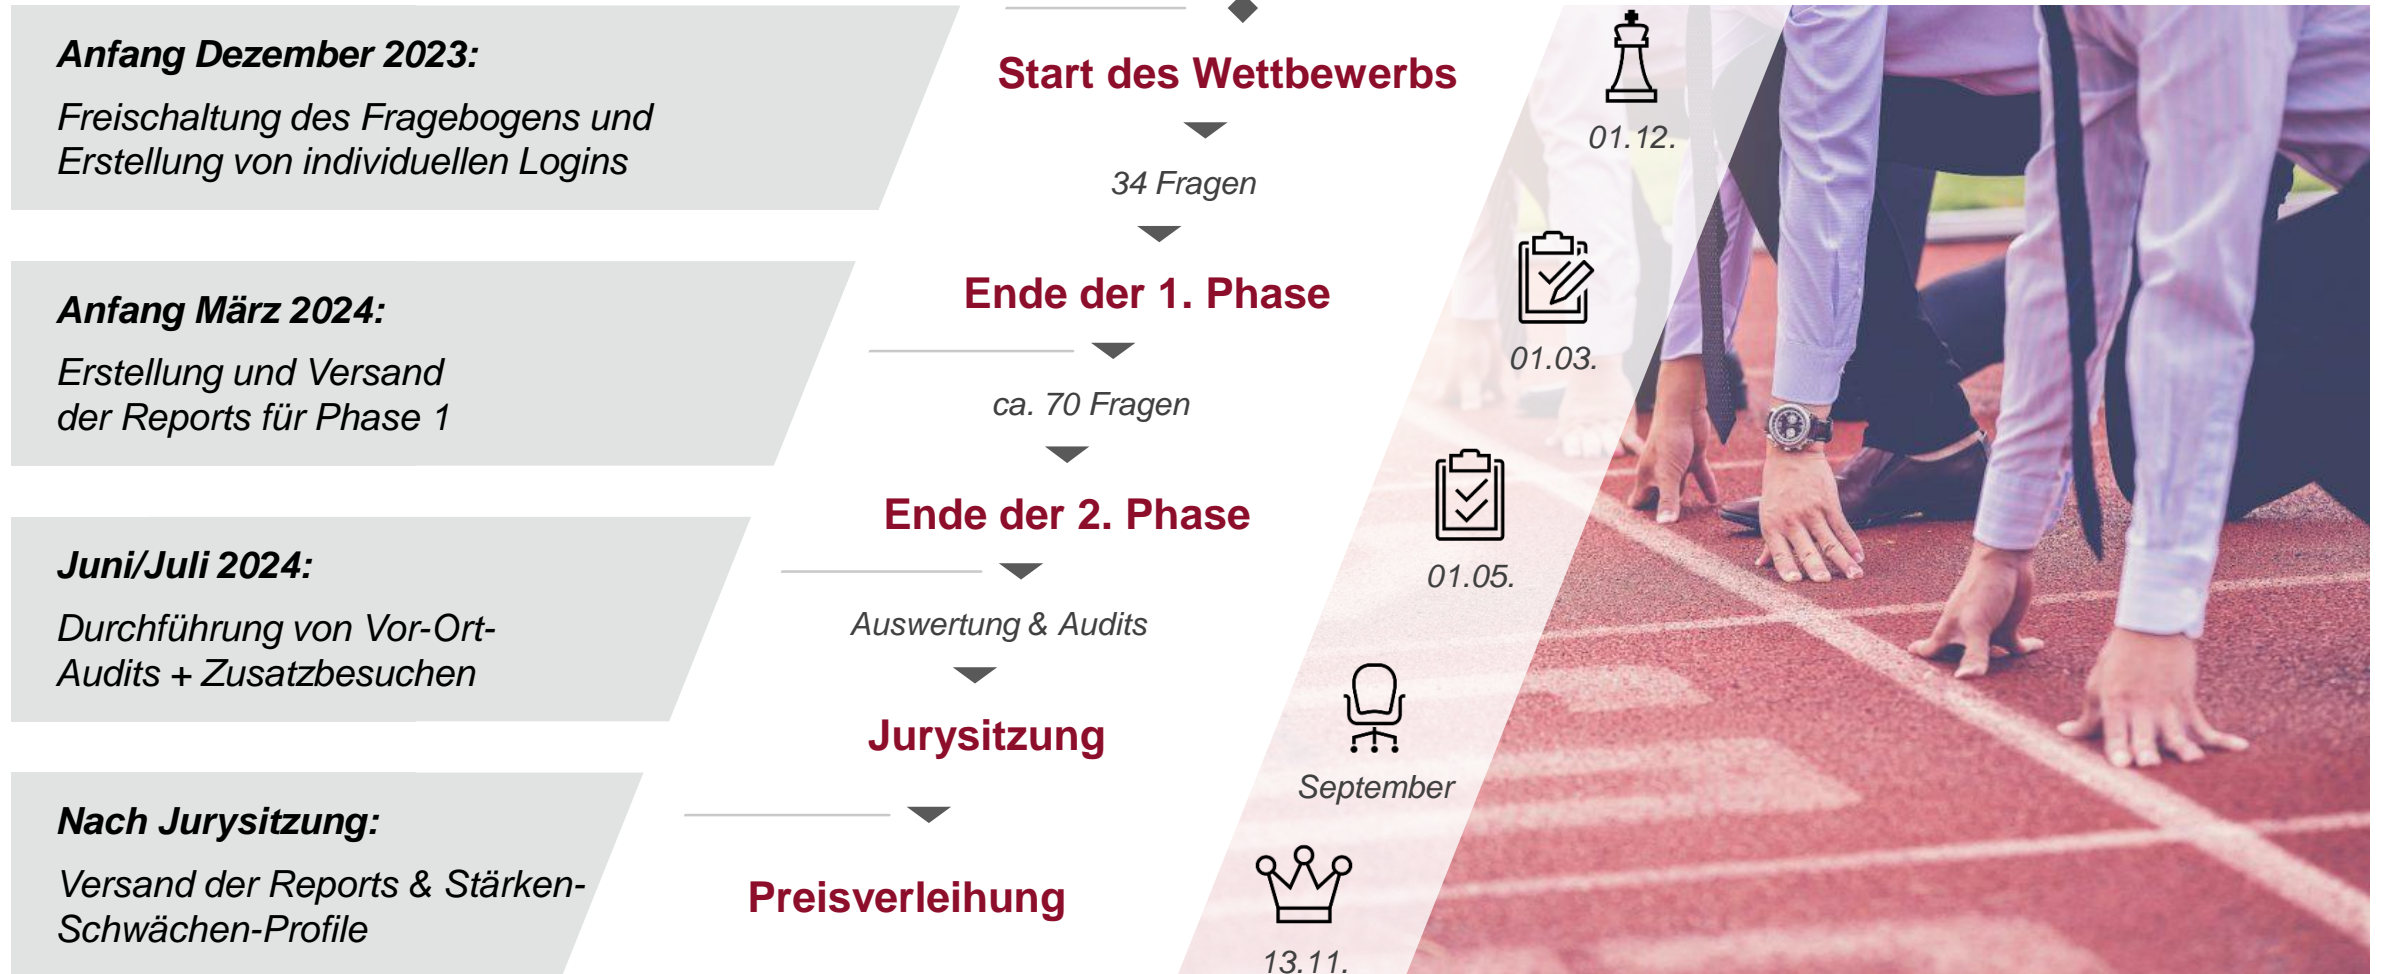 Anfang Dezember 2023:
Freischaltung des Fragebogens und
Erstellung von individuellen Logins
Anfang März 2024:
Erstellung und Versand
der Reports für Phase 1
Juni/Juli 2024:
Durchführung von Vor-Ort-
Audits + Zusatzbesuchen
Nach Jurysitzung:
Versand der Reports & Stärken-
Schwächen-Profile
Start des Wettbewerbs
34 Fragen
Ende der 1. Phase
ca. 70 Fragen
Ende der 2. Phase
Auswertung & Audits
Jurysitzung
Preisverleihung
01.12.
01.03.
01.05.
September
13.11.